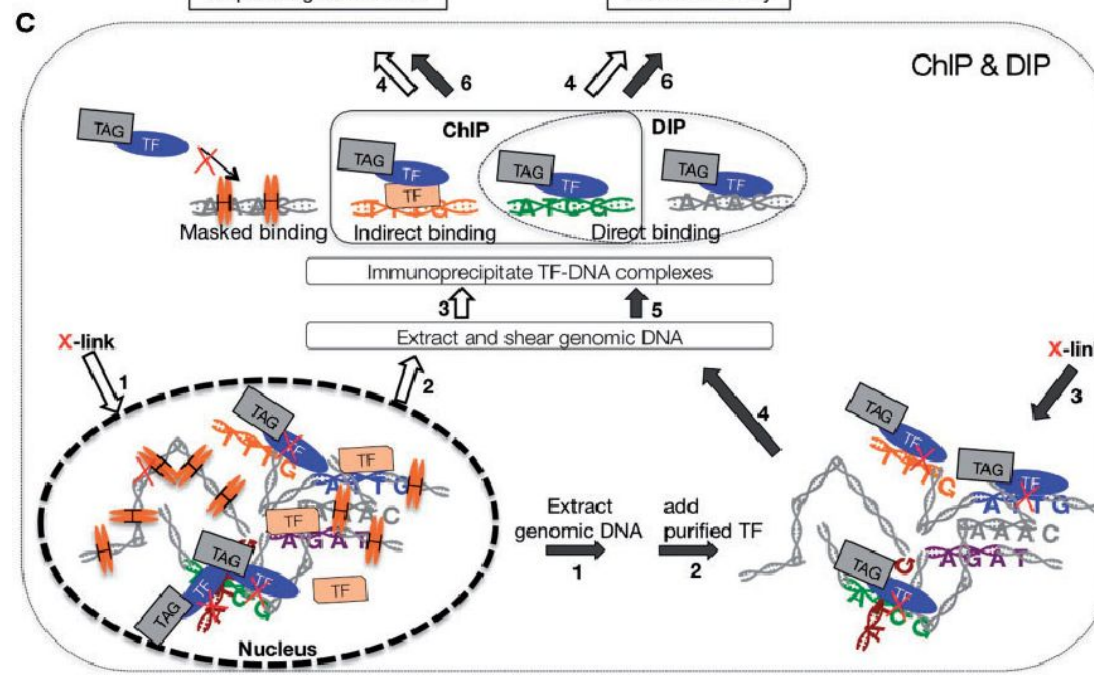 C
ChIP & DIP
4
6
4
6
TAG
TF
ChIP
DIP
TAG
TF
TF
TAG
TF
TAG
TF
A T C G
A A A C
Masked binding
Indirect binding
Direct binding
Immunoprecipitate TF-DNA complexes
3
5
Extract and shear genomic DNA
X-link
1
2
4
X-link
3
TAG
TF
T T T G
TF
A T T G
A A A C
TF
A G A T
TAG
TF
TF
TAG
TF
Nucleus
Extract
genomic DNA
1
add
purified TF
2
TAG
TF
TAG
TF
A T T G
A A A C
A G A T
TAG
TF